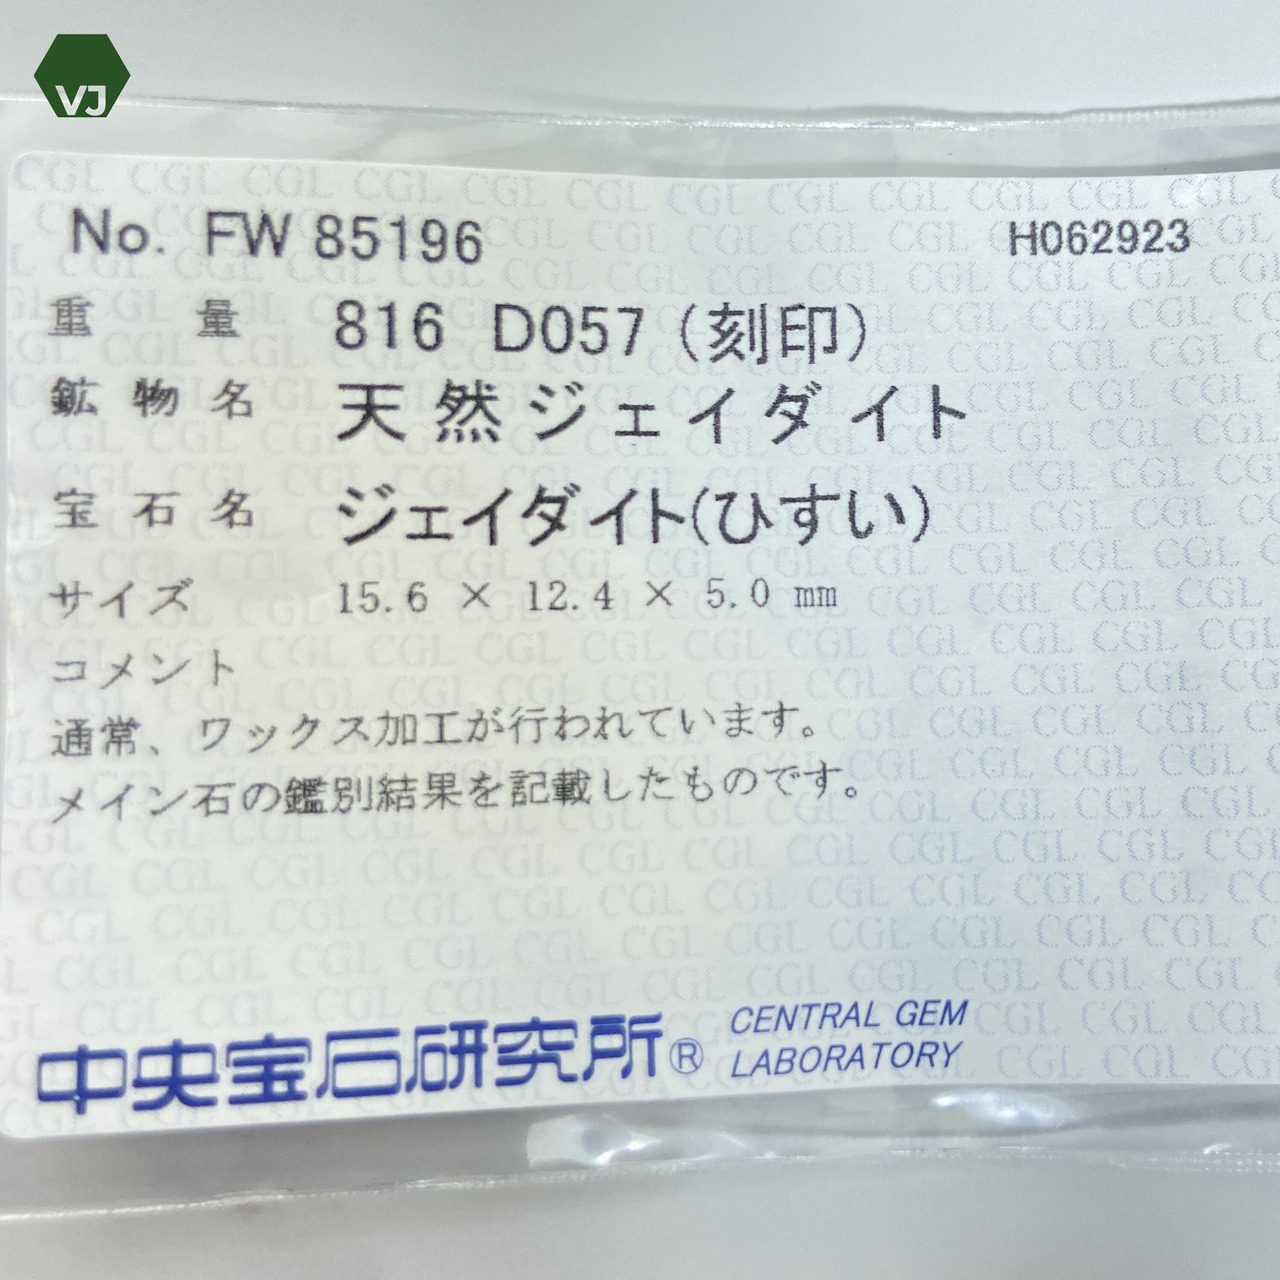 VJ
No. FW 85196 H062923
重量 816 D057 (刻印)
鉱物名 天然ジェイダイト
宝石名 ジェイダイト(ひすい)
サイズ 15.6 × 12.4 × 5.0 mm
コメント
通常、ワックス加工が行われています。
メイン石の鑑別結果を記載したものです。
中央宝石研究所® CENTRAL GEM
LABORATORY